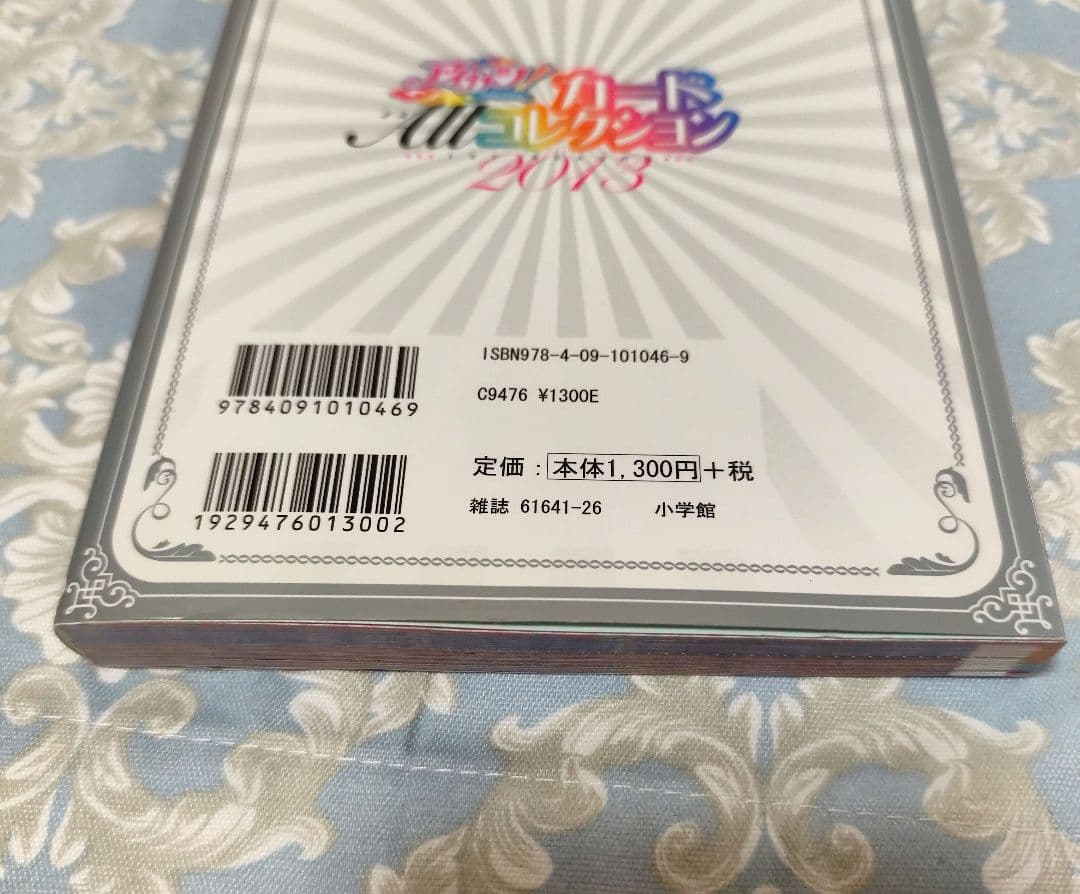 カード
Allコレクション
2013
ISBN978-4-09-101046-9
9784091010469
C9476 ¥1300E
定価：本体1,300円＋税
1929476013002
雑誌 61641-26 小学館